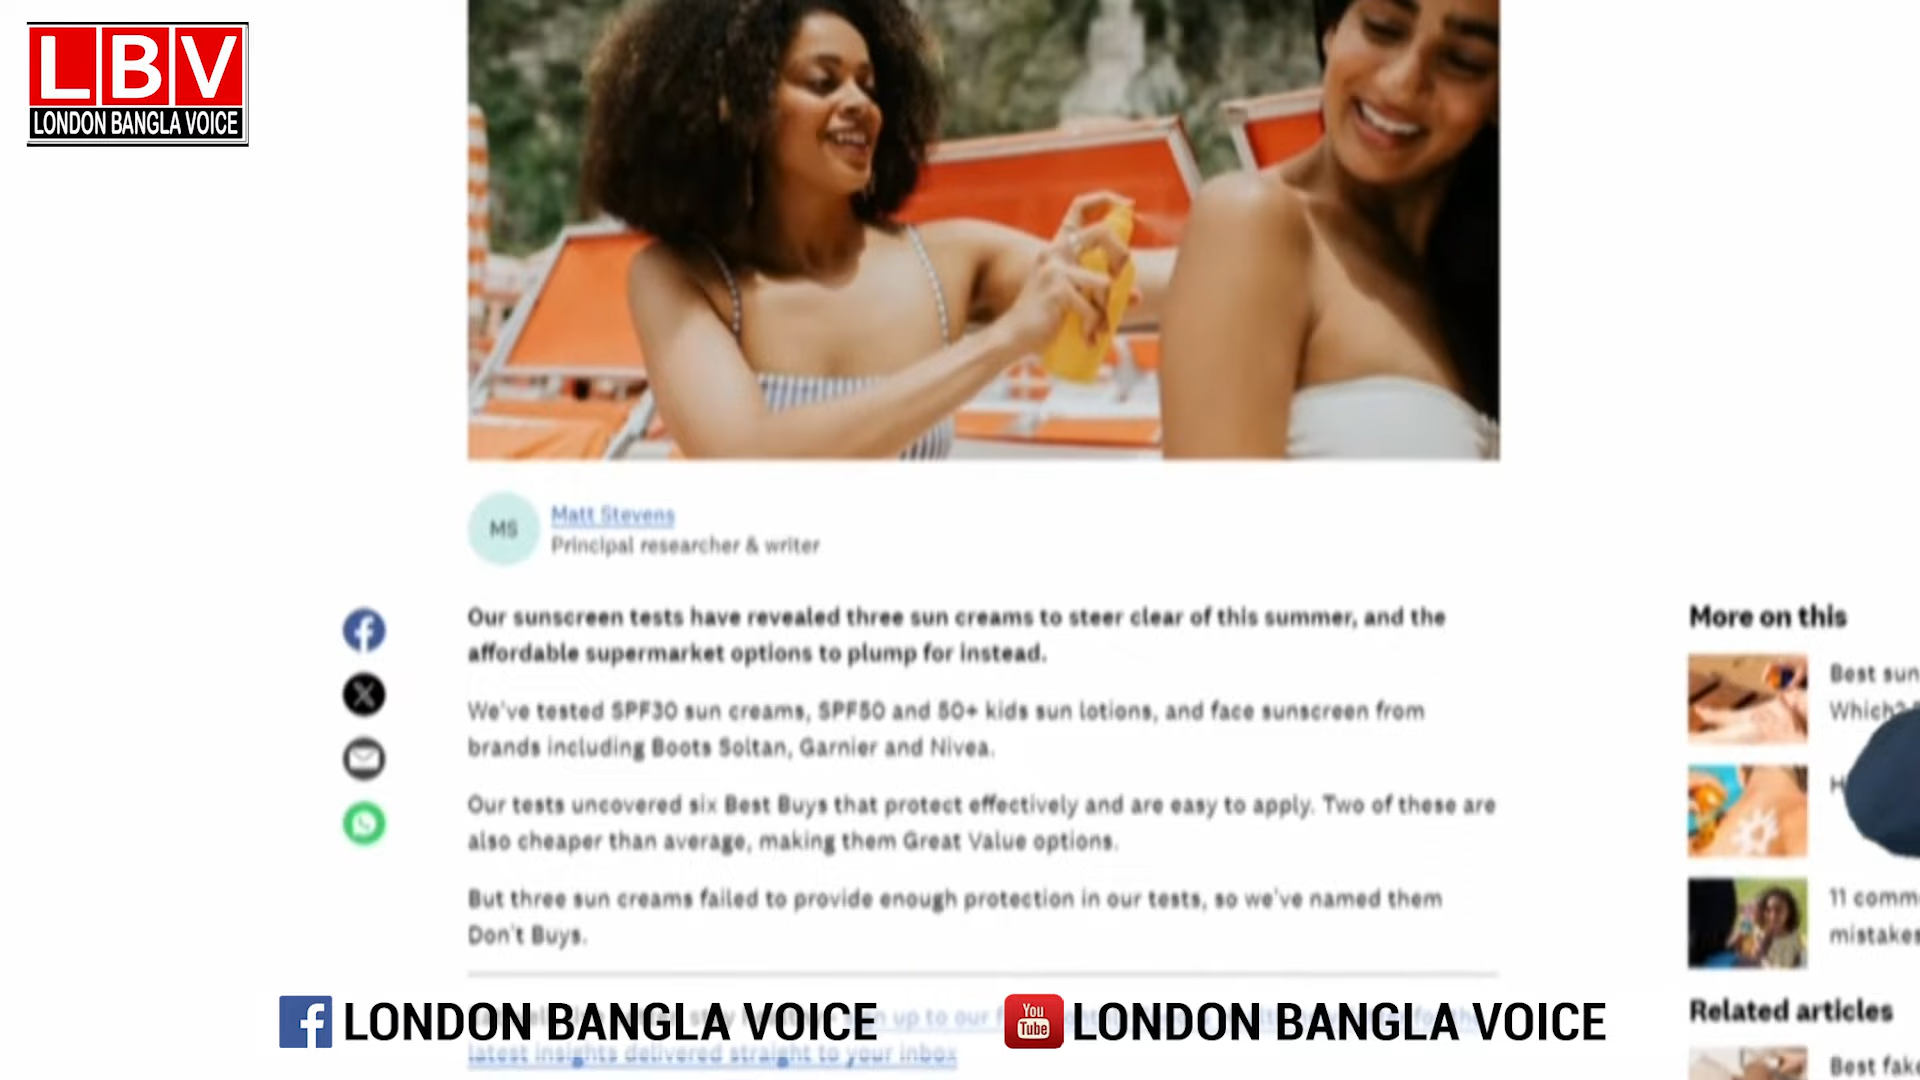 LBV
LONDON BANGLA VOICE
MS
Matt Stevens
Principal researcher & writer
Our sunscreen tests have revealed three sun creams to steer clear of this summer, and the
affordable supermarket options to plump for instead.
We've tested SPF30 sun creams, SPF50 and 50+ kids sun lotions, and face sunscreen from
brands including Boots Soltan, Garnier and Nivea.
Our tests uncovered six Best Buys that protect effectively and are easy to apply. Two of these are
also cheaper than average, making them Great Value options.
But three sun creams failed to provide enough protection in our tests, so we've named them
Don't Buys.
up to our
latest insights delivered straight to your inbox
More on this
Best sun
Which?
11 comm
mistakes
Related articles
Best fake
LONDON BANGLA VOICE
You Tube
LONDON BANGLA VOICE